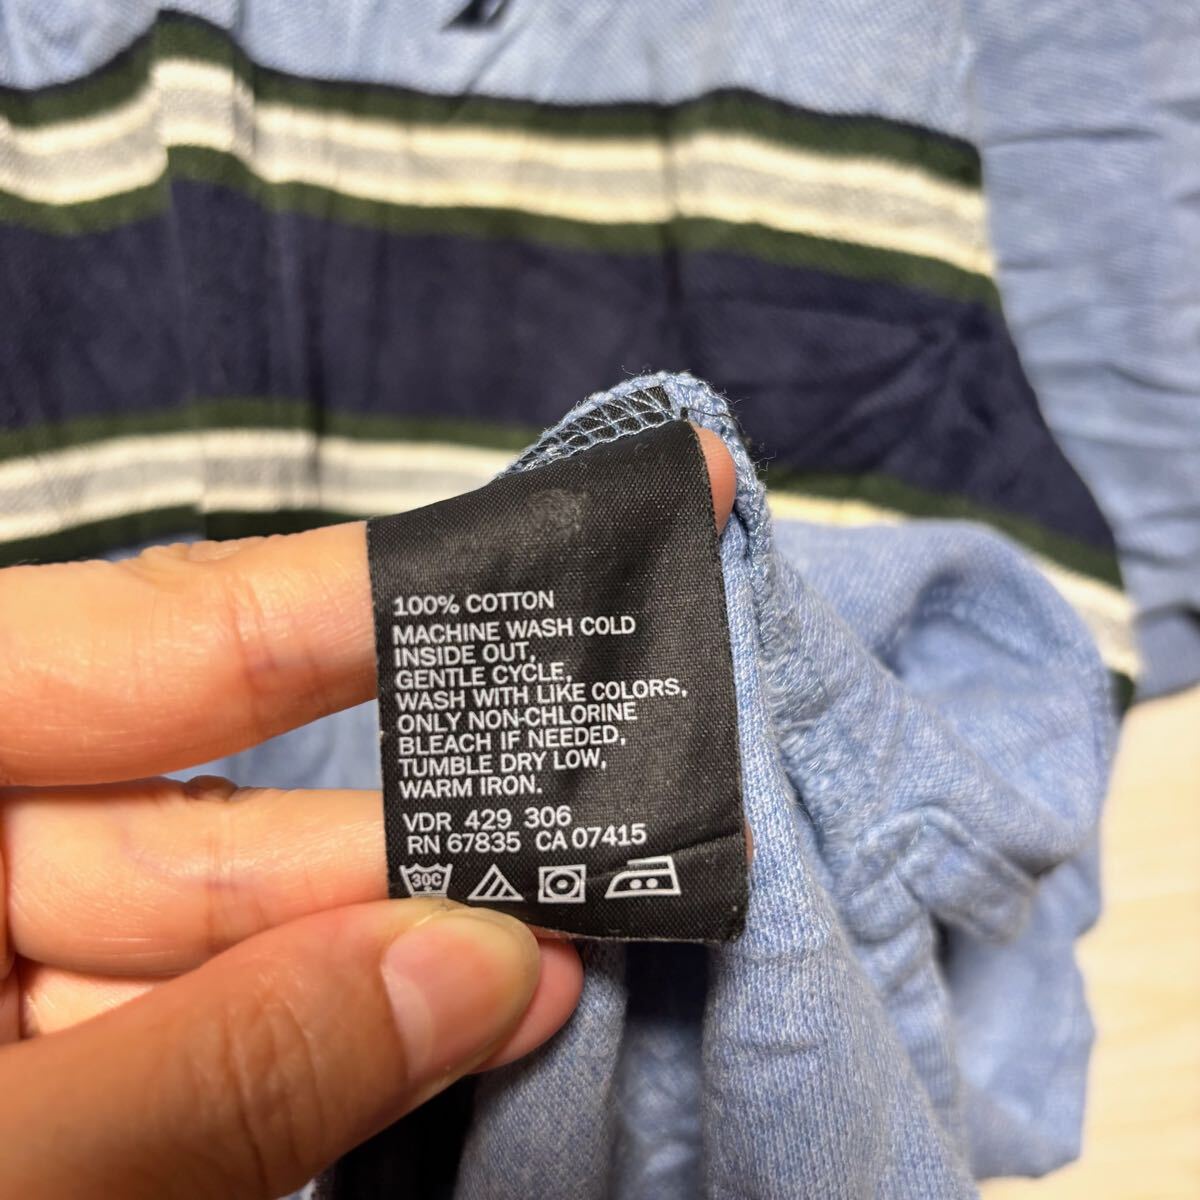 100% COTTON
MACHINE WASH COLD
INSIDE OUT,
GENTLE CYCLE,
WASH WITH LIKE COLORS,
ONLY NON-CHLORINE
BLEACH IF NEEDED,
TUMBLE DRY LOW,
WARM IRON.
VDR 429 306
RN 67835 CA 07415
30C